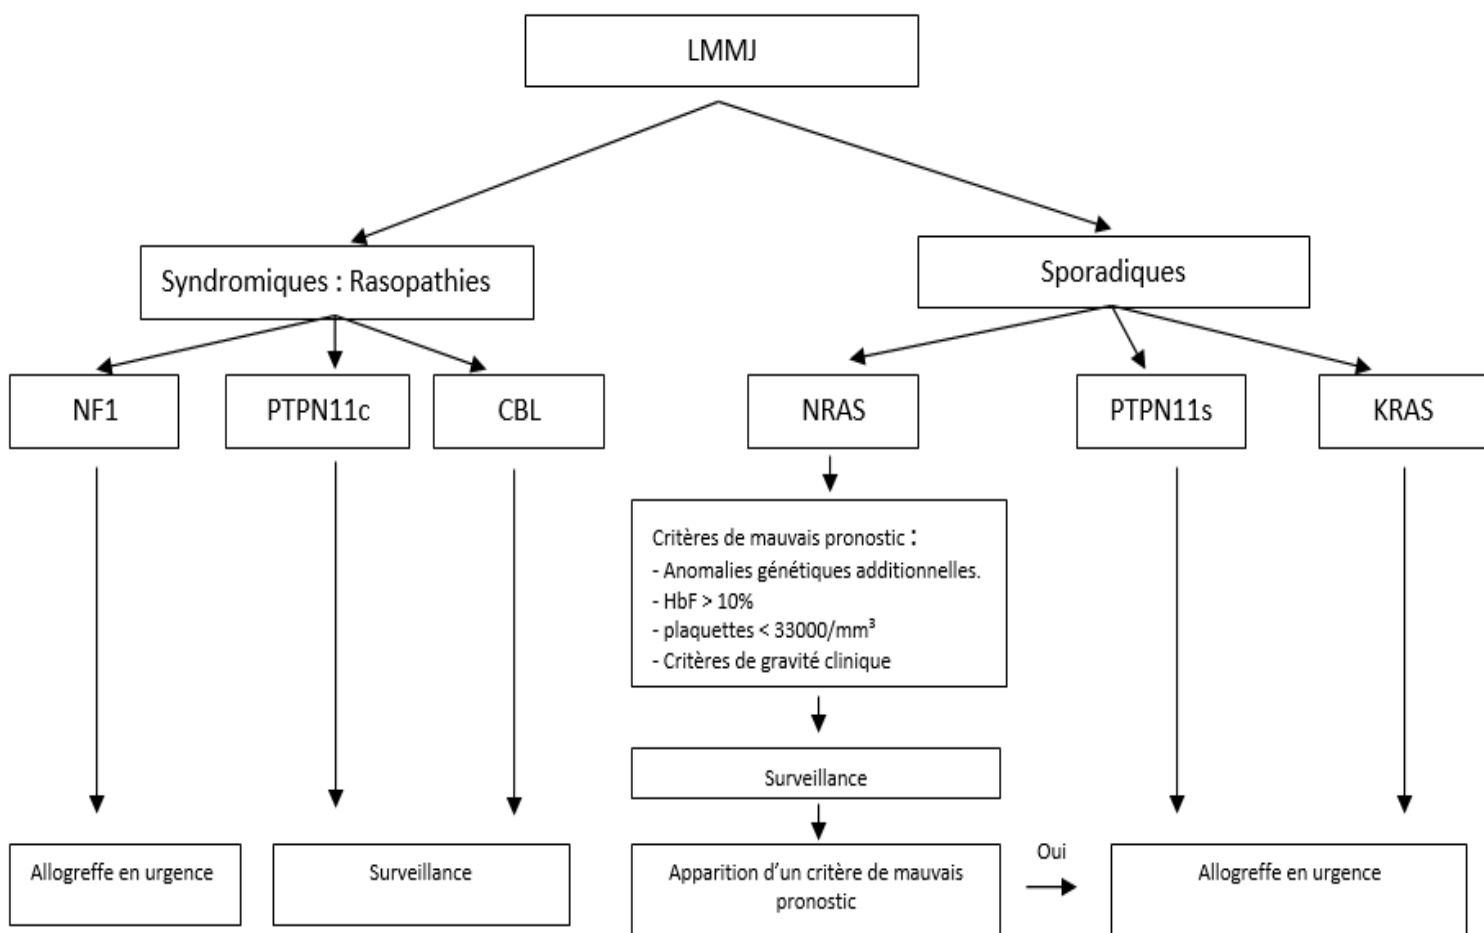 LMMJ
Syndromiques : Rasopathies
Sporadiques
NF1
PTPN11c
CBL
NRAS
PTPN11s
KRAS
Critères de mauvais pronostic :
- Anomalies génétiques additionnelles.
- HbF > 10%
- plaquettes < 33000/mm³
- Critères de gravité clinique
Surveillance
Allogreffe en urgence
Surveillance
Apparition d’un critère de mauvais
pronostic
Oui
Allogreffe en urgence